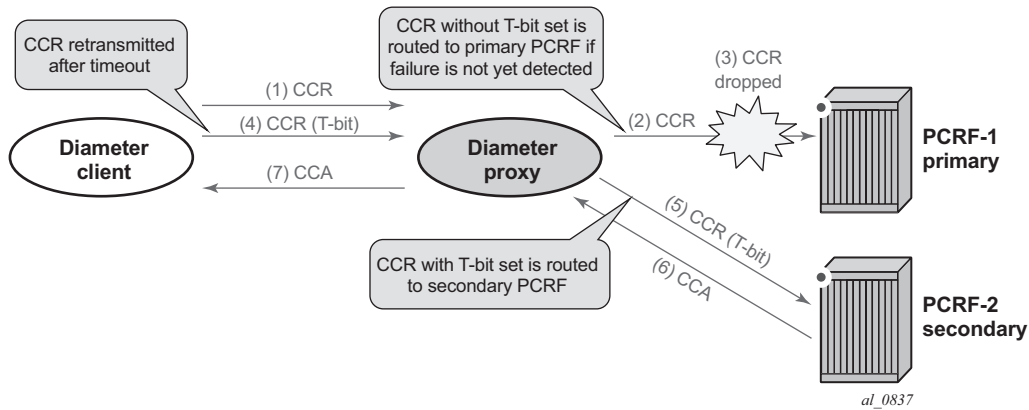 CCR retransmitted
after timeout
CCR without T-bit set is
routed to primary PCRF if
failure is not yet detected
(3) CCR
dropped
(1) CCR
(4) CCR (T-bit)
(2) CCR
Diameter
client
Diameter
proxy
PCRF-1
primary
(7) CCA
(5) CCR (T-bit)
(6) CCA
CCR with T-bit set is routed
to secondary PCRF
PCRF-2
secondary
al_0837